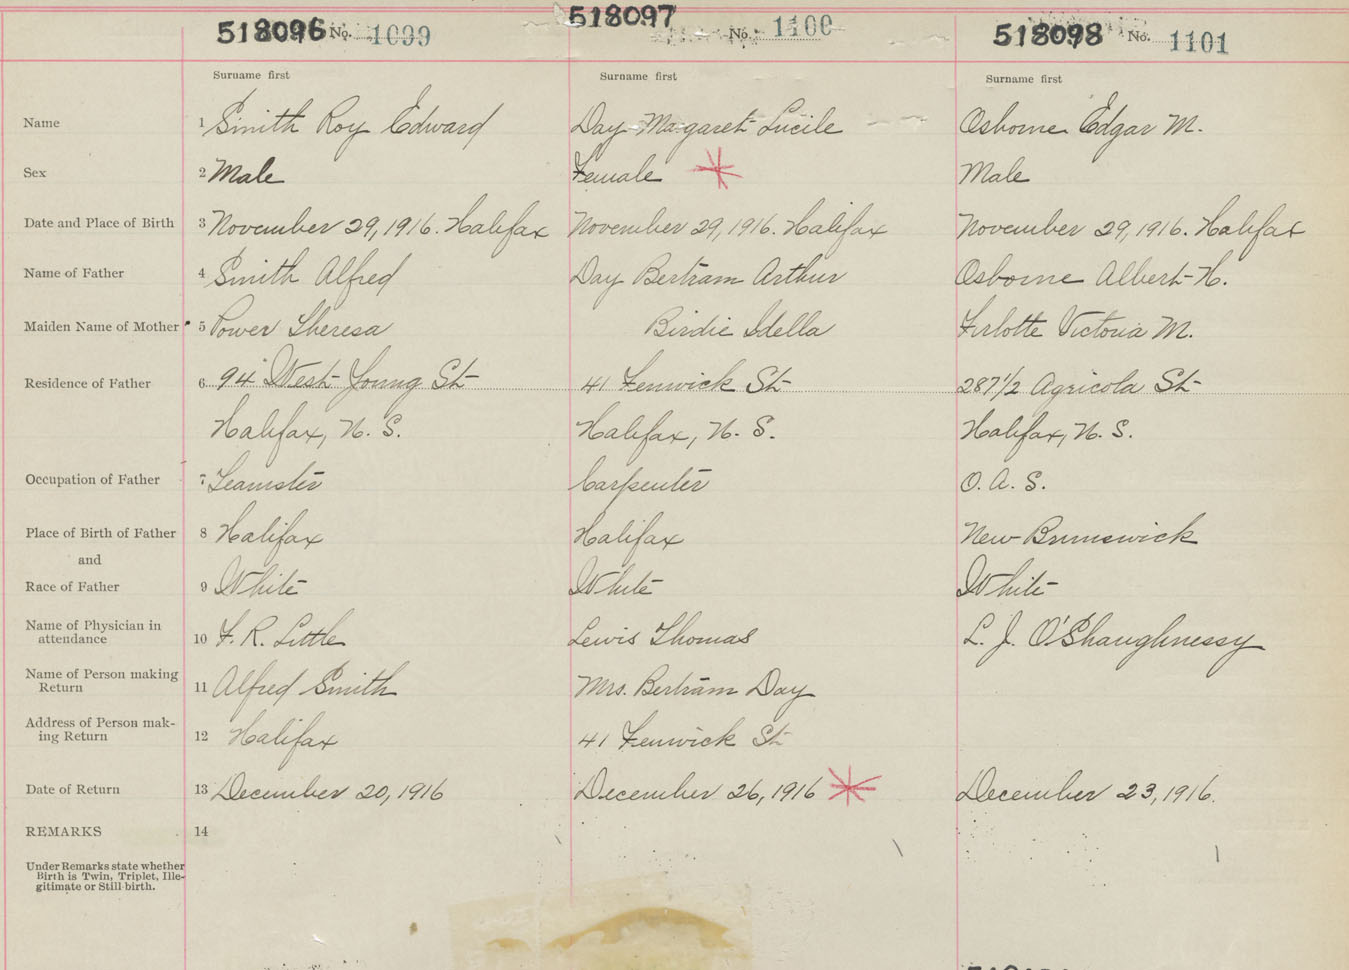 518096 No. 1099 518097 No. 1100 518098 No. 1101
Surname first Surname first Surname first
Name 1 Smith Roy Edward Day Margaret Lucile Osborne Edgar M.
Sex 2 Male Female Male
Date and Place of Birth 3 November 29, 1916. Halifax November 29, 1916. Halifax November 29, 1916. Halifax
Name of Father 4 Smith Alfred Day Bertram Arthur Osborne Albert H.
Maiden Name of Mother 5 Power Theresa Birdie Idella Firlotte Victoria M.
Residence of Father 6 94 West Young St 41 Fenwick St 287 1/2 Agricola St
Halifax, N. S. Halifax, N. S. Halifax, N. S.
Occupation of Father 7 Teamster Carpenter O. A. S.
Place of Birth of Father 8 Halifax Halifax New Brunswick
and
Race of Father 9 White White White
Name of Physician in
attendance 10 F. R. Little Lewis Thomas L. J. O'Shaughnessy
Name of Person making
Return 11 Alfred Smith Mrs. Bertram Day
Address of Person mak-
ing Return 12 Halifax 41 Fenwick St
Date of Return 13 December 20, 1916 December 26, 1916 December 23, 1916.
REMARKS 14
Under Remarks state whether
Birth is Twin, Triplet, Ille-
gitimate or Still-birth.